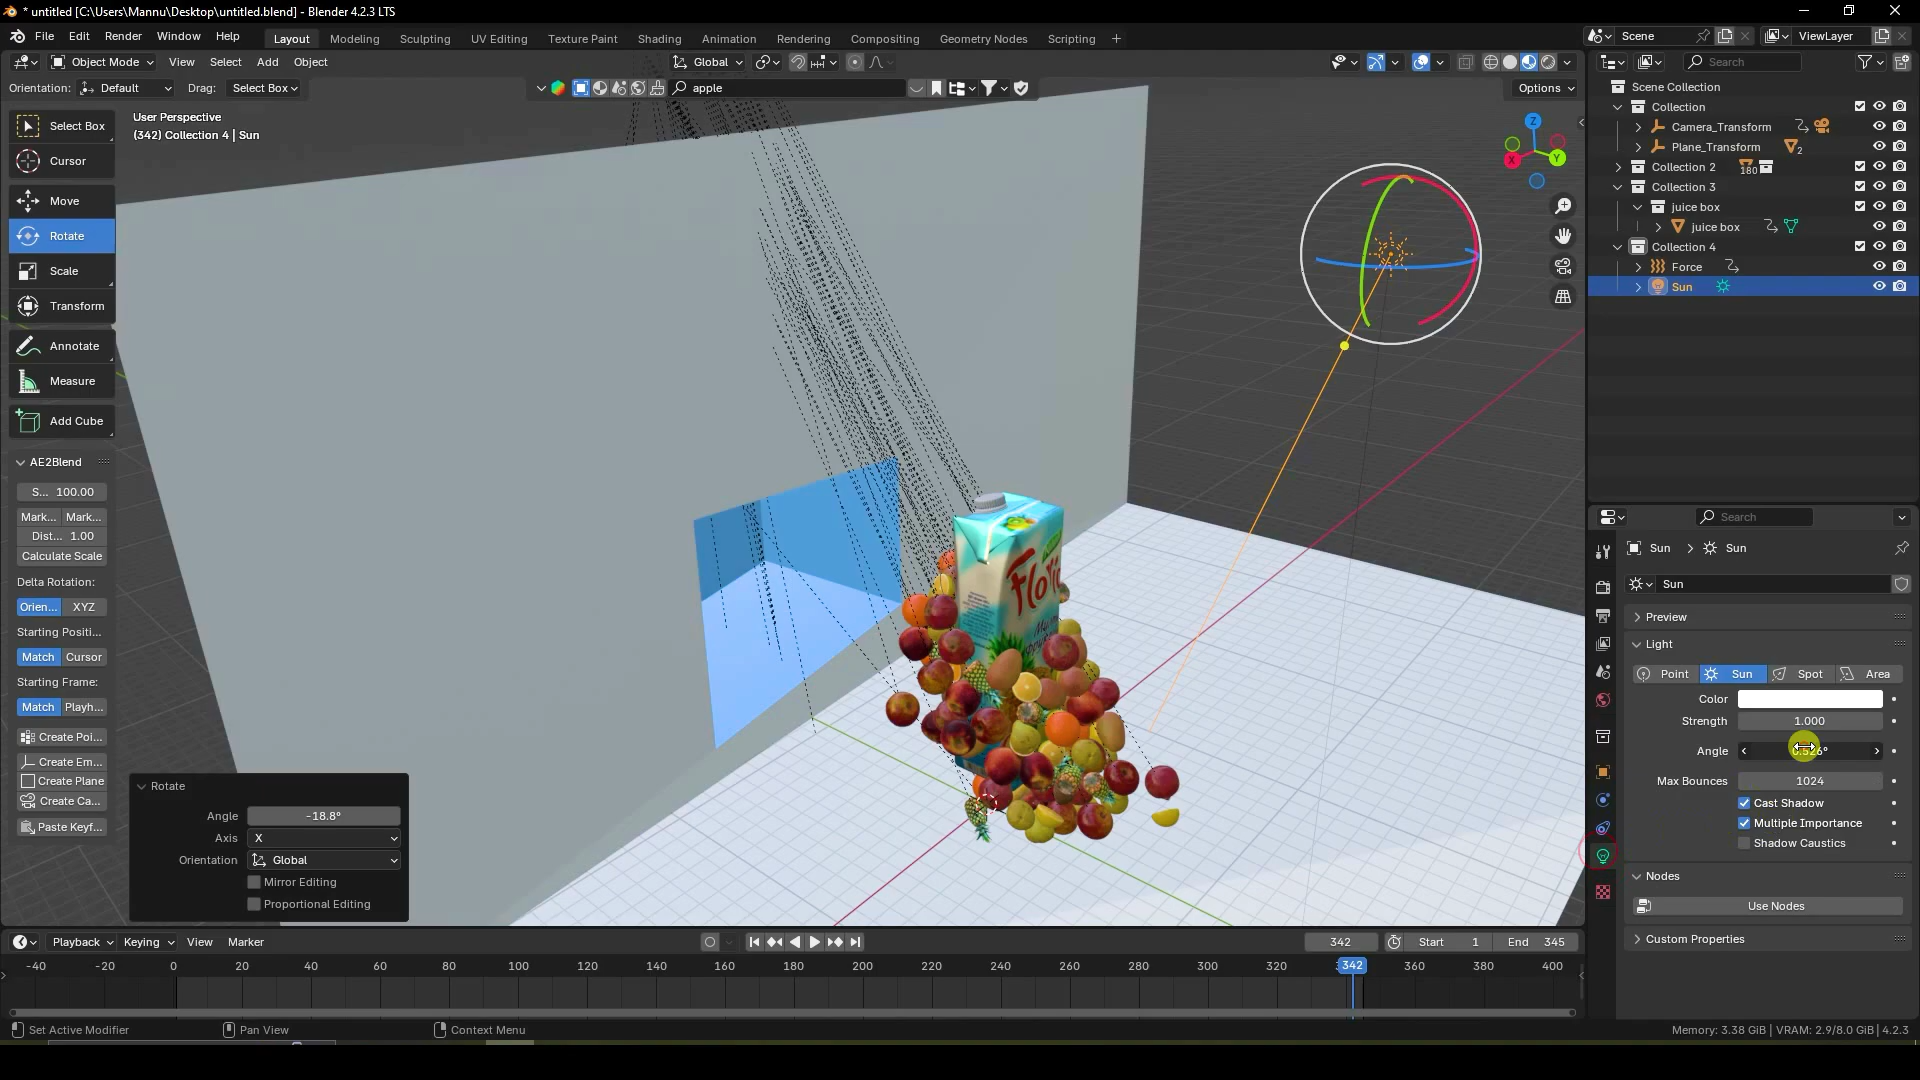 * untitled [C:\Users\Mannu\Desktop\untitled.blend] - Blender 4.2.3 LTS
File Edit Render Window Help Layout Modeling Sculpting UV Editing Texture Paint Shading Animation Rendering Compositing Geometry Nodes Scripting + Scene ViewLayer
Object Mode View Select Add Object Global Search
Orientation: Default Drag: Select Box apple Options
User Perspective
(342) Collection 4 | Sun
Select Box
Cursor
Move
Rotate
Scale
Transform
Annotate
Measure
Add Cube
AE2Blend
S... 100.00
Mark... Mark...
Dist... 1.00
Calculate Scale
Delta Rotation:
Orien... XYZ
Starting Positi...
Match Cursor
Starting Frame:
Match Playh...
Create Poi...
Create Em...
Create Plane
Create Ca...
Paste Keyf...
Z
X
Y
Rotate
Angle -18.8°
Axis X
Orientation Global
Mirror Editing
Proportional Editing
Scene Collection
Collection
Camera_Transform
Plane_Transform 2
Collection 2 180
Collection 3
juice box
juice box
Collection 4
Force
Sun
Search
Sun Sun
Sun
Preview
Light
Point Sun Spot Area
Color
Strength 1.000
Angle
Max Bounces 1024
Cast Shadow
Multiple Importance
Shadow Caustics
Nodes
Use Nodes
Custom Properties
Playback Keying View Marker 342 Start 1 End 345
-40 -20 0 20 40 60 80 100 120 140 160 180 200 220 240 260 280 300 320 342 360 380 400
Set Active Modifier Pan View Context Menu Memory: 3.38 GiB | VRAM: 2.9/8.0 GiB | 4.2.3